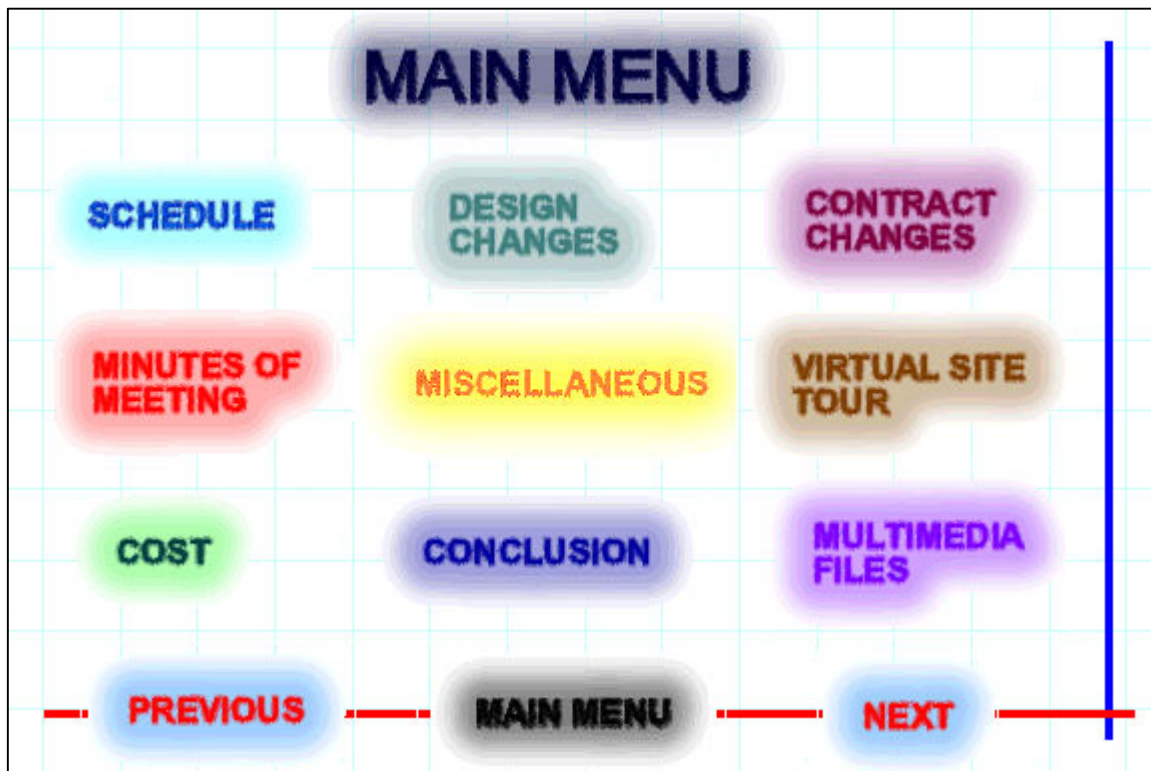 MAIN MENU
SCHEDULE
DESIGN
CHANGES
CONTRACT
CHANGES
MINUTES OF
MEETING
MISCELLANEOUS
VIRTUAL SITE
TOUR
COST
CONCLUSION
MULTIMEDIA
FILES
PREVIOUS
MAIN MENU
NEXT